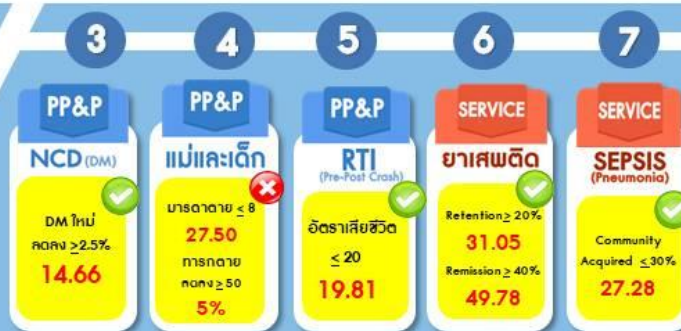 3
PP&P
NCD (DM)
DM ใหม่
ลดลง ≥2.5%
14.66
4
PP&P
แม่และเด็ก
มารดาตาย ≤ 8
27.50
ทารกตาย
ลดลง ≥ 50
5%
5
PP&P
RTI
(Pre-Post Crash)
อัตราเสียชีวิต
≤ 20
19.81
6
SERVICE
ยาเสพติด
Retention ≥ 20%
31.05
Remission ≥ 40%
49.78
7
SERVICE
SEPSIS
(Pneumonia)
Community
Acquired ≤30%
27.28